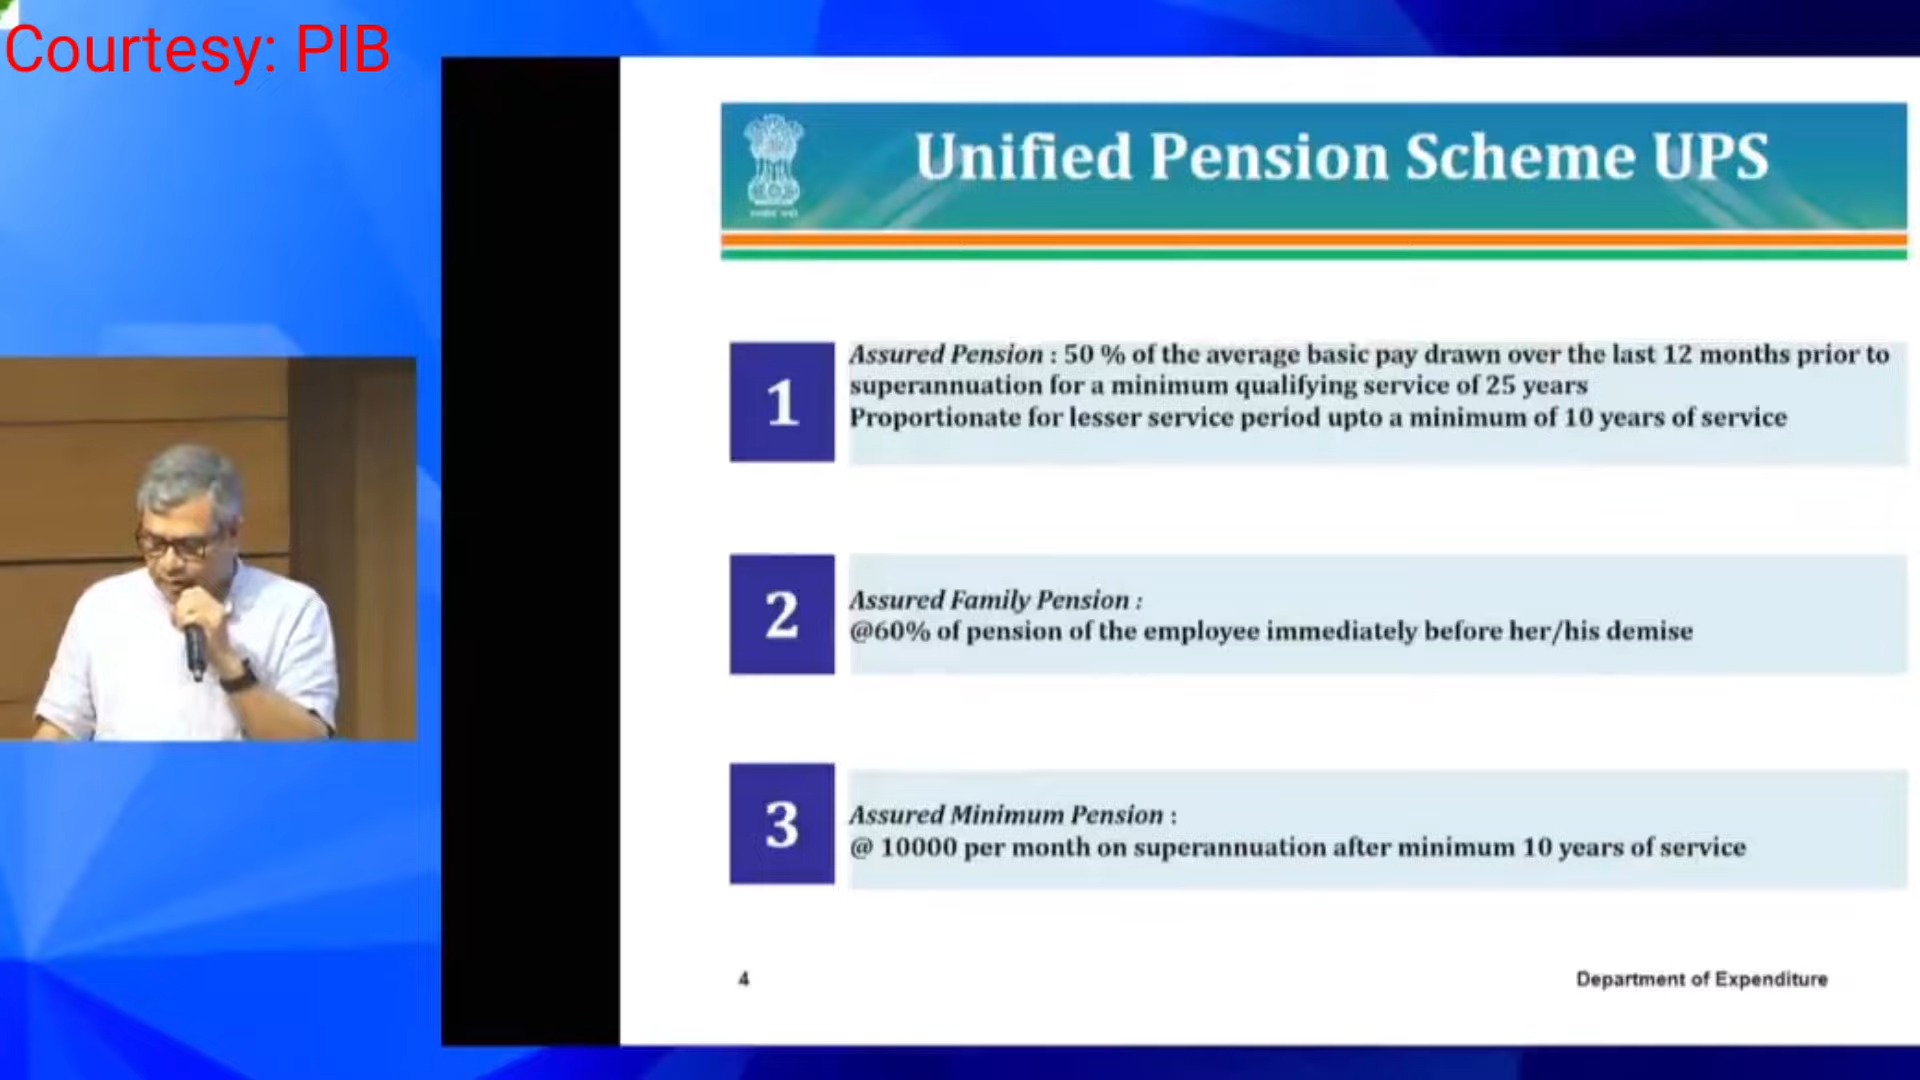 Courtesy: PIB
Unified Pension Scheme UPS
1
Assured Pension : 50 % of the average basic pay drawn over the last 12 months prior to
superannuation for a minimum qualifying service of 25 years
Proportionate for lesser service period upto a minimum of 10 years of service
2
Assured Family Pension :
@60% of pension of the employee immediately before her/his demise
3
Assured Minimum Pension :
@ 10000 per month on superannuation after minimum 10 years of service
4
Department of Expenditure